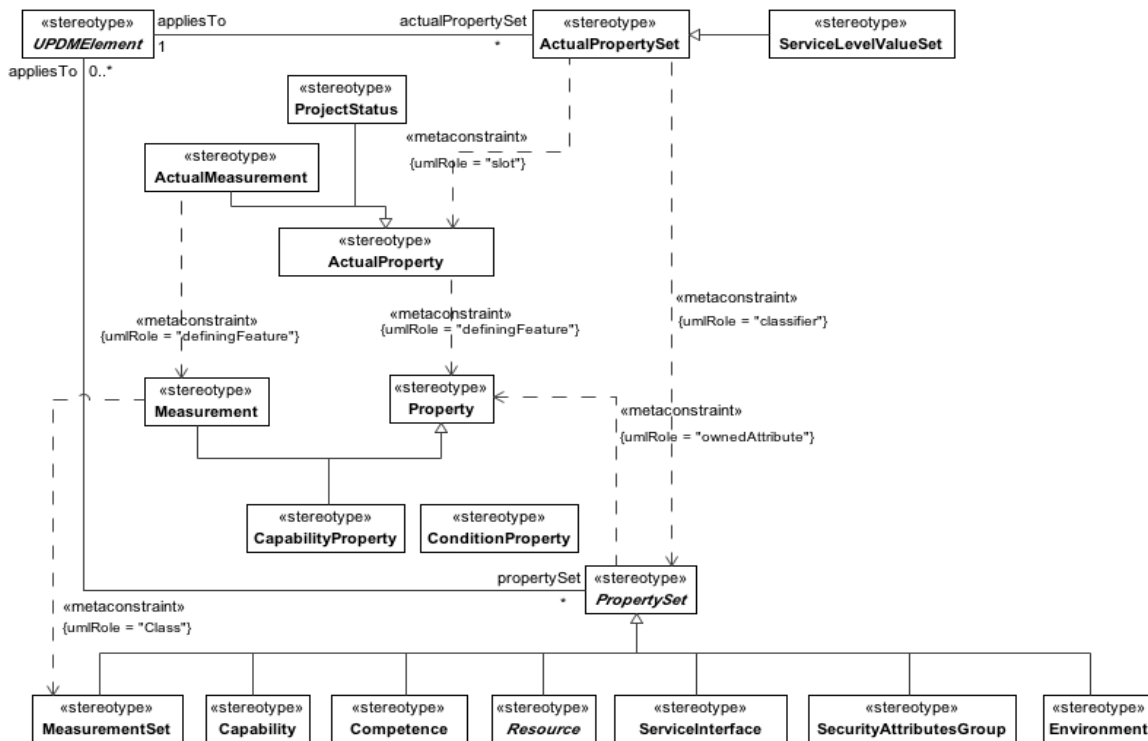 «stereotype»
UPDMElement
appliesTo
1
actualPropertySet
*
«stereotype»
ActualPropertySet
«stereotype»
ServiceLevelValueSet
appliesTo
0..*
«stereotype»
ProjectStatus
«metaconstraint»
{umlRole = "slot"}
«stereotype»
ActualMeasurement
«stereotype»
ActualProperty
«metaconstraint»
{umlRole = "classifier"}
«metaconstraint»
{umlRole = "definingFeature"}
«metaconstraint»
{umlRole = "definingFeature"}
«stereotype»
Measurement
«stereotype»
Property
«metaconstraint»
{umlRole = "ownedAttribute"}
«stereotype»
CapabilityProperty
«stereotype»
ConditionProperty
propertySet
*
«stereotype»
PropertySet
«metaconstraint»
{umlRole = "Class"}
«stereotype»
MeasurementSet
«stereotype»
Capability
«stereotype»
Competence
«stereotype»
Resource
«stereotype»
ServiceInterface
«stereotype»
SecurityAttributesGroup
«stereotype»
Environment